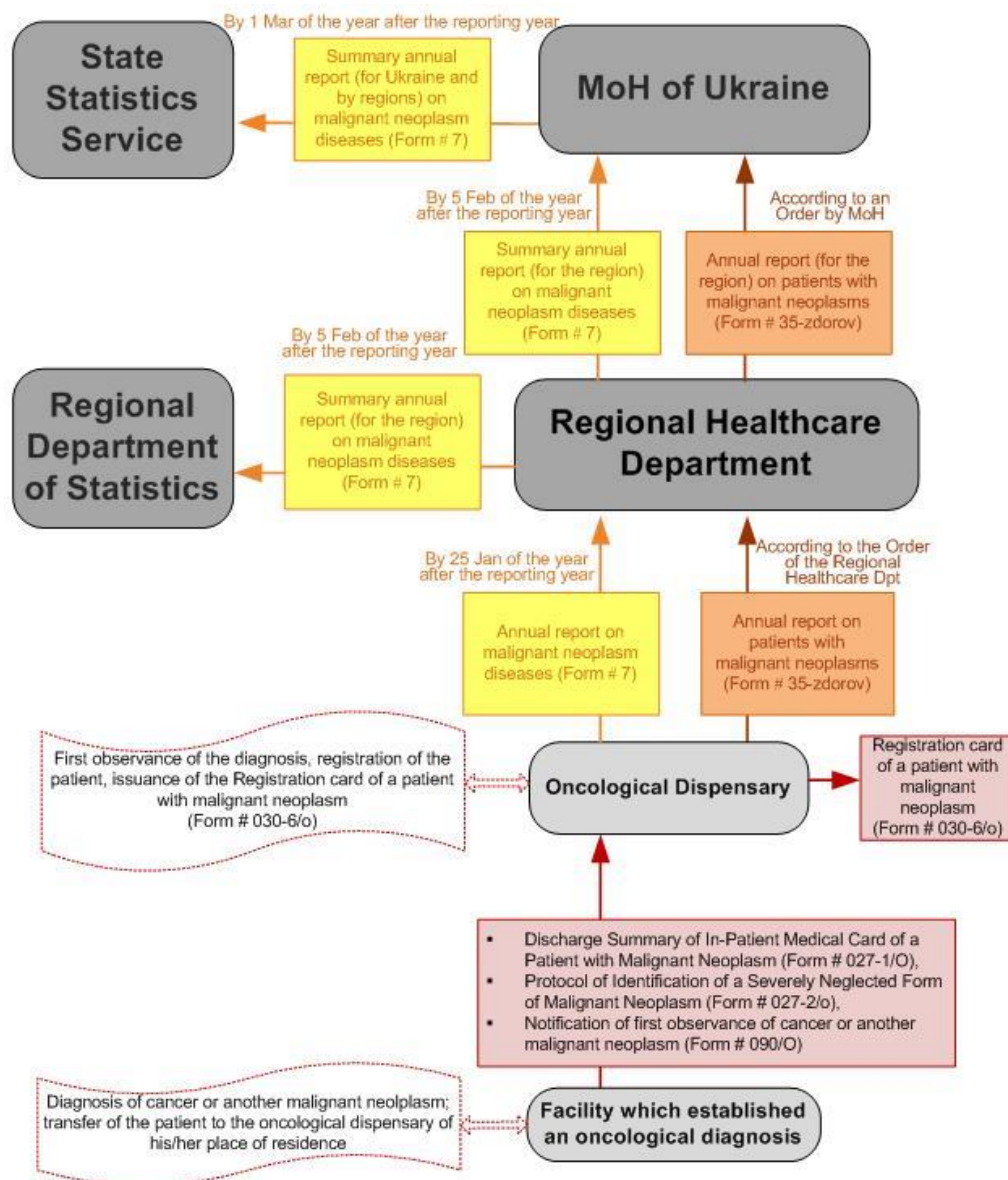 By 1 Mar of the year after the reporting year
State
Statistics
Service
Summary annual
report (for Ukraine and
by regions) on
malignant neoplasm
diseases (Form # 7)
MoH of Ukraine
By 5 Feb of the year
after the reporting year
According to an
Order by MoH
Summary annual
report (for the region)
on malignant
neoplasm diseases
(Form # 7)
Annual report (for the
region) on patients with
malignant neoplasms
(Form # 35-zdorov)
By 5 Feb of the year
after the reporting year
Regional
Department
of Statistics
Summary annual
report (for the region)
on malignant
neoplasm diseases
(Form # 7)
Regional Healthcare
Department
By 25 Jan of the year
after the reporting year
According to the Order
of the Regional
Healthcare Dpt
Annual report on
malignant neoplasm
diseases (Form # 7)
Annual report on
patients with
malignant neoplasms
(Form # 35-zdorov)
First observance of the diagnosis, registration of the
patient, issuance of the Registration card of a patient
with malignant neoplasm
(Form # 030-6/o)
Oncological Dispensary
Registration card
of a patient with
malignant
neoplasm
(Form # 030-6/o)
▪ Discharge Summary of In-Patient Medical Card of a
Patient with Malignant Neoplasm (Form # 027-1/O),
▪ Protocol of Identification of a Severely Neglected Form
of Malignant Neoplasm (Form # 027-2/o),
▪ Notification of first observance of cancer or another
malignant neoplasm (Form # 090/O)
Diagnosis of cancer or another malignant neolplasm;
transfer of the patient to the oncological dispensary of
his/her place of residence
Facility which established
an oncological diagnosis